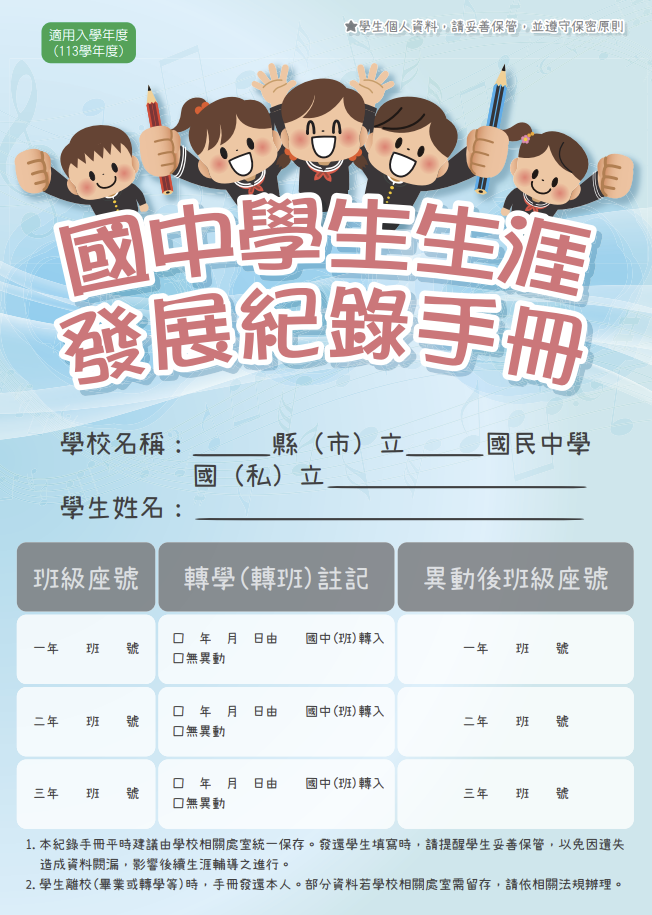 適用入學年度
（113學年度）
★學生個人資料，請妥善保管，並遵守保密原則
國中學生生涯
發展紀錄手冊
學校名稱：______縣（市）立______國民中學
國（私）立____________________
學生姓名：______________________________
班級座號 轉學(轉班)註記 異動後班級座號
一年 班 號 □ 年 月 日由 國中(班)轉入 一年 班 號
□無異動
二年 班 號 □ 年 月 日由 國中(班)轉入 二年 班 號
□無異動
三年 班 號 □ 年 月 日由 國中(班)轉入 三年 班 號
□無異動
1. 本紀錄手冊平時建議由學校相關處室統一保存。發還學生填寫時，請提醒學生妥善保管，以免因遺失
造成資料闕漏，影響後續生涯輔導之進行。
2. 學生離校(畢業或轉學等)時，手冊發還本人。部分資料若學校相關處室需留存，請依相關法規辦理。